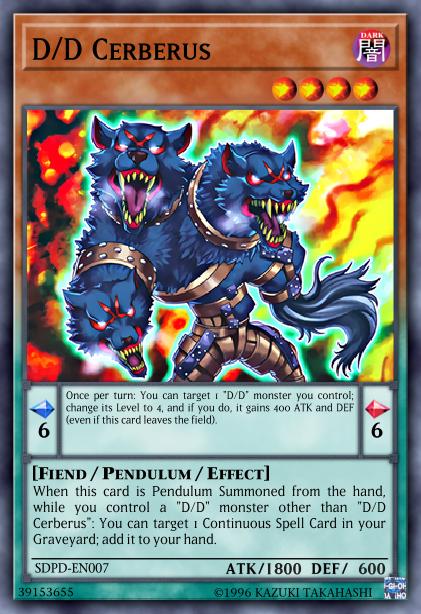 D/D Cerberus
DARK
闇
Once per turn: You can target 1 "D/D" monster you control;
change its Level to 4, and if you do, it gains 400 ATK and DEF
(even if this card leaves the field).
6
6
[Fiend / Pendulum / Effect]
When this card is Pendulum Summoned from the hand,
while you control a "D/D" monster other than "D/D
Cerberus": You can target 1 Continuous Spell Card in your
Graveyard; add it to your hand.
SDPD-EN007
ATK/1800 DEF/ 600
39153655
©1996 KAZUKI TAKAHASHI